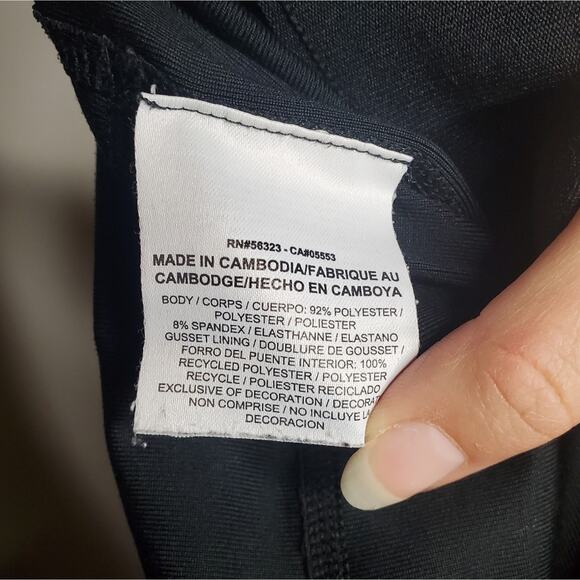 RN#56323 - CA#05553
MADE IN CAMBODIA/FABRIQUE AU
CAMBODGE/HECHO EN CAMBOYA
BODY / CORPS / CUERPO: 92% POLYESTER /
POLYESTER / POLIESTER
8% SPANDEX / ELASTHANNE / ELASTANO
GUSSET LINING / DOUBLURE DE GOUSSET /
FORRO DEL PUENTE INTERIOR: 100%
RECYCLED POLYESTER / POLYESTER
RECYCLE / POLIESTER RECICLADO
EXCLUSIVE OF DECORATION / DECORAT
NON COMPRISE / NO INCLUYE LA
DECORACION